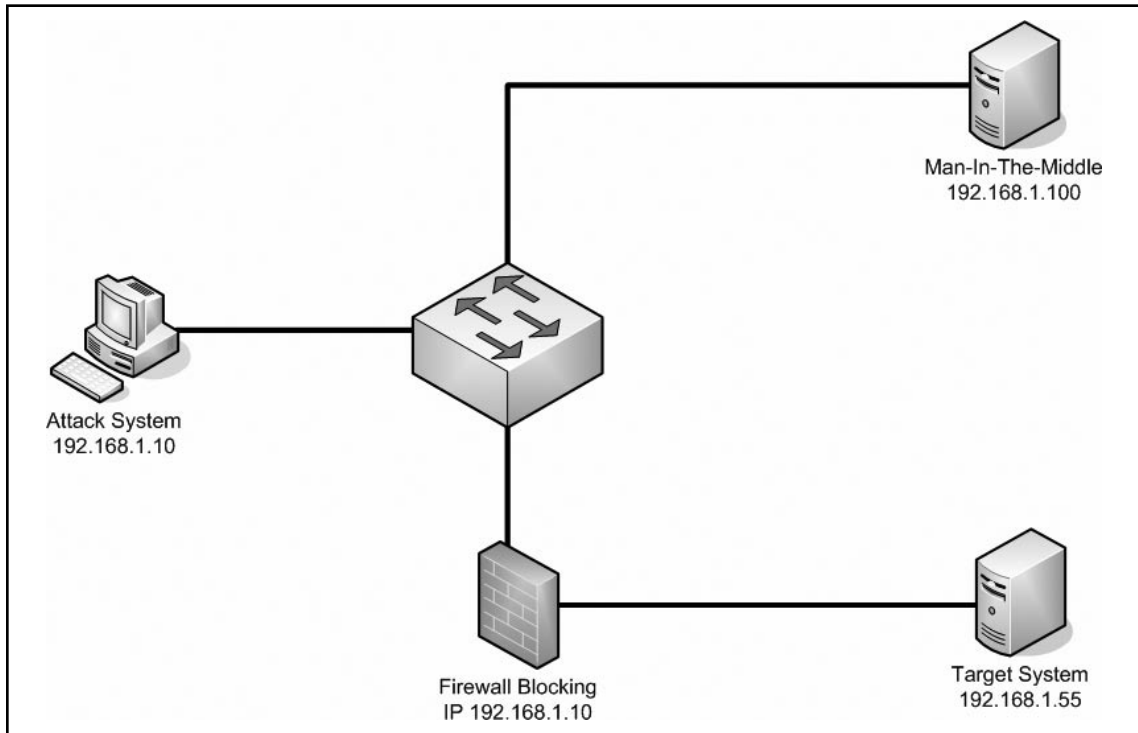 Man-In-The-Middle
192.168.1.100
Attack System
192.168.1.10
Firewall Blocking
IP 192.168.1.10
Target System
192.168.1.55